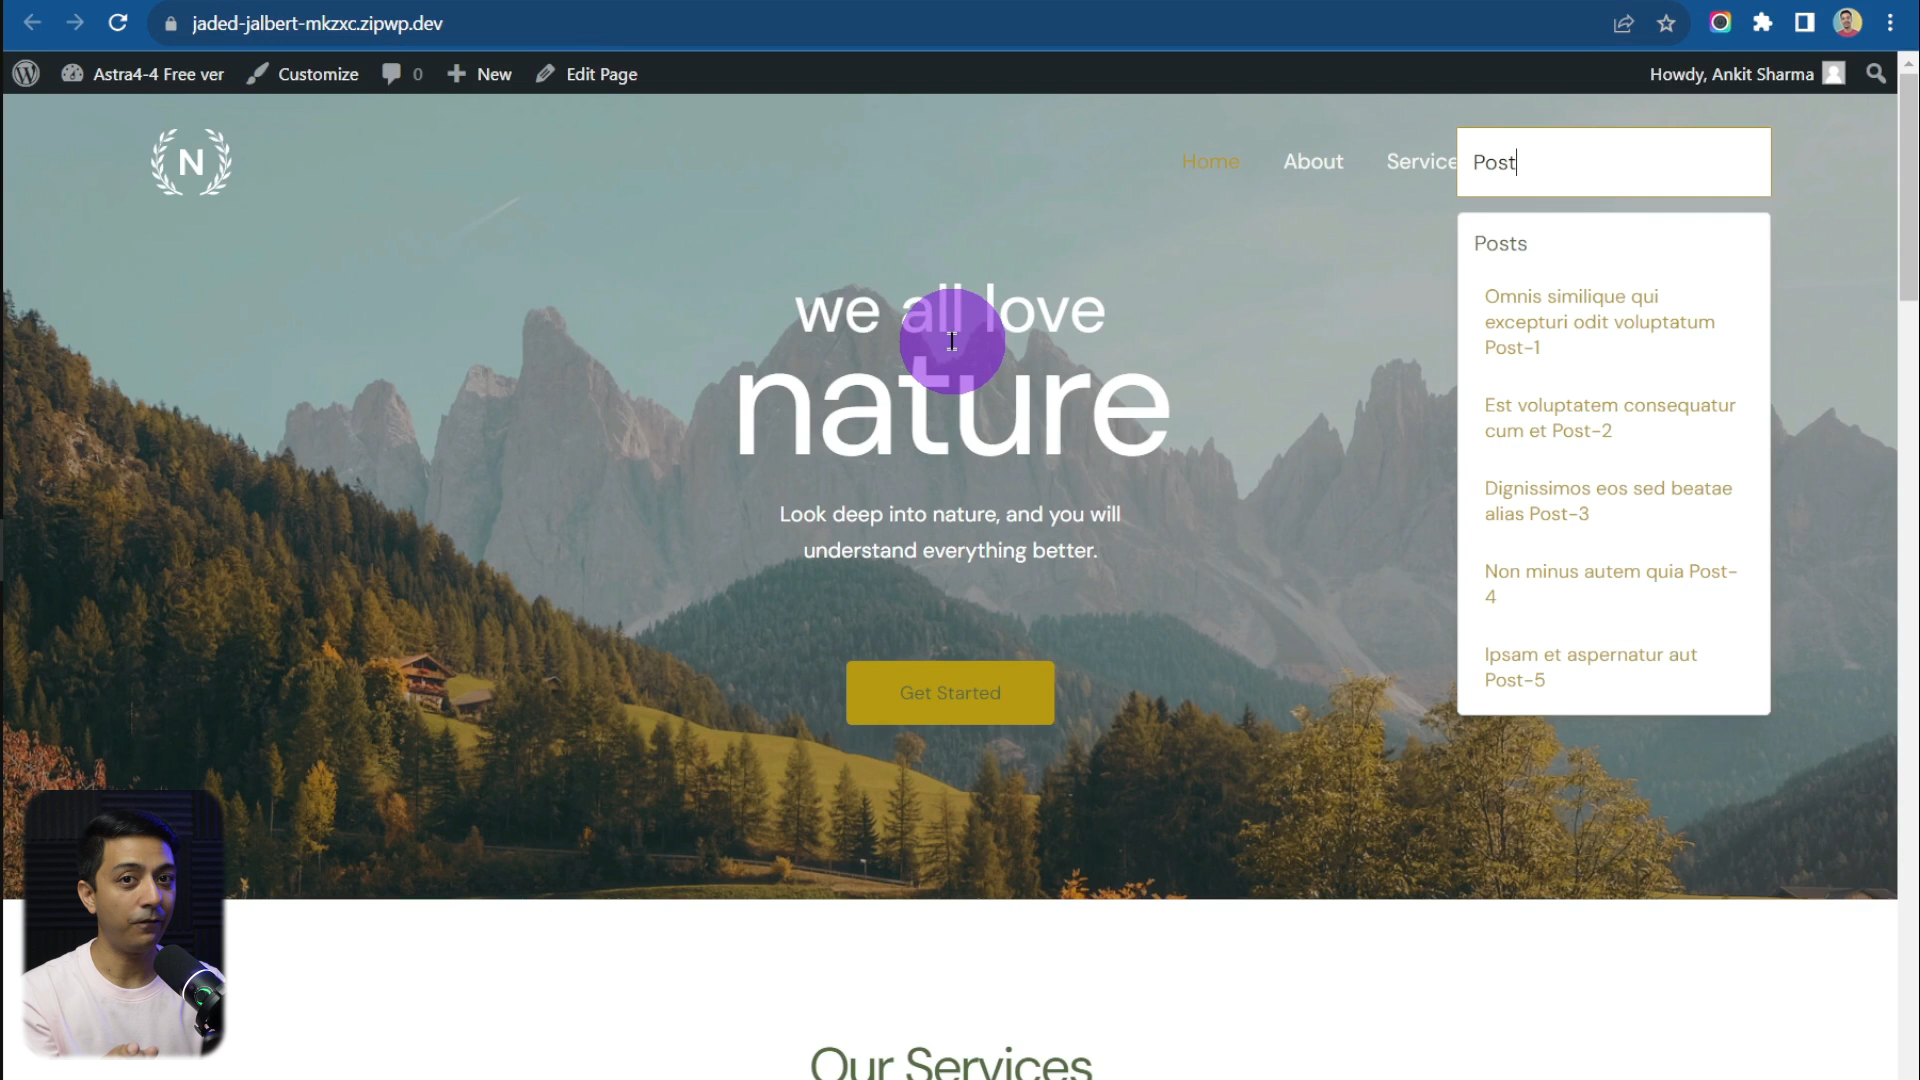 jaded-jalbert-mkzxc.zipwp.dev
Astra4-4 Free ver
Customize
0
New
Edit Page
Howdy, Ankit Sharma
N
Home
About
Service
Post
Posts
Omnis similique qui
excepturi odit voluptatum
Post-1
Est voluptatem consequatur
cum et Post-2
Dignissimos eos sed beatae
alias Post-3
Non minus autem quia Post-
4
Ipsam et aspernatur aut
Post-5
we all love
nature
Look deep into nature, and you will
understand everything better.
Get Started
Our Services